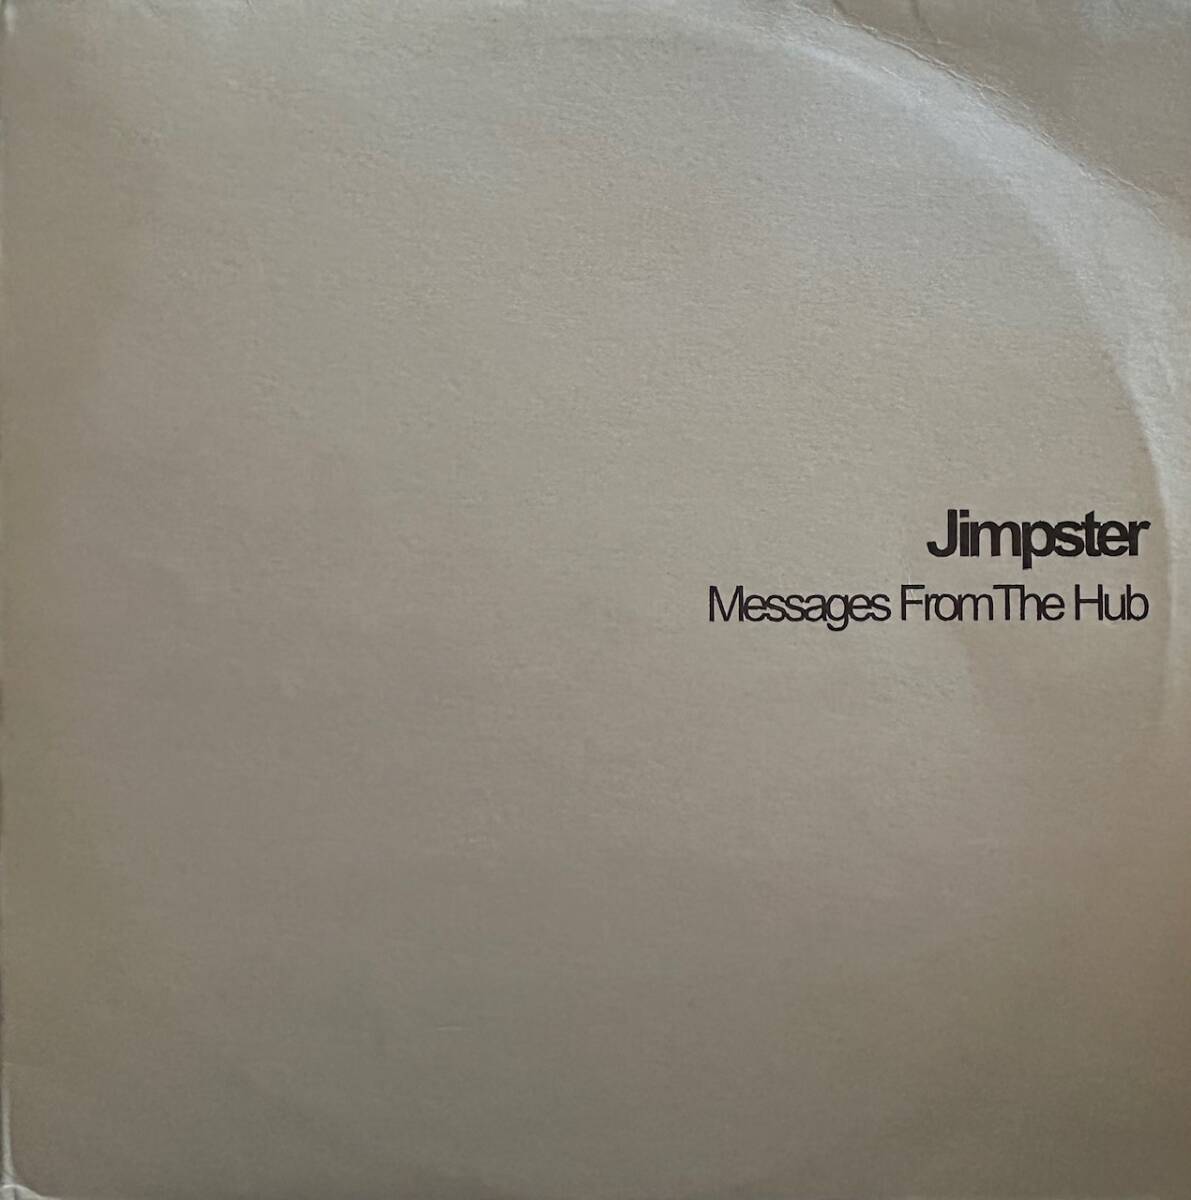 Jimpster
Messages From The Hub